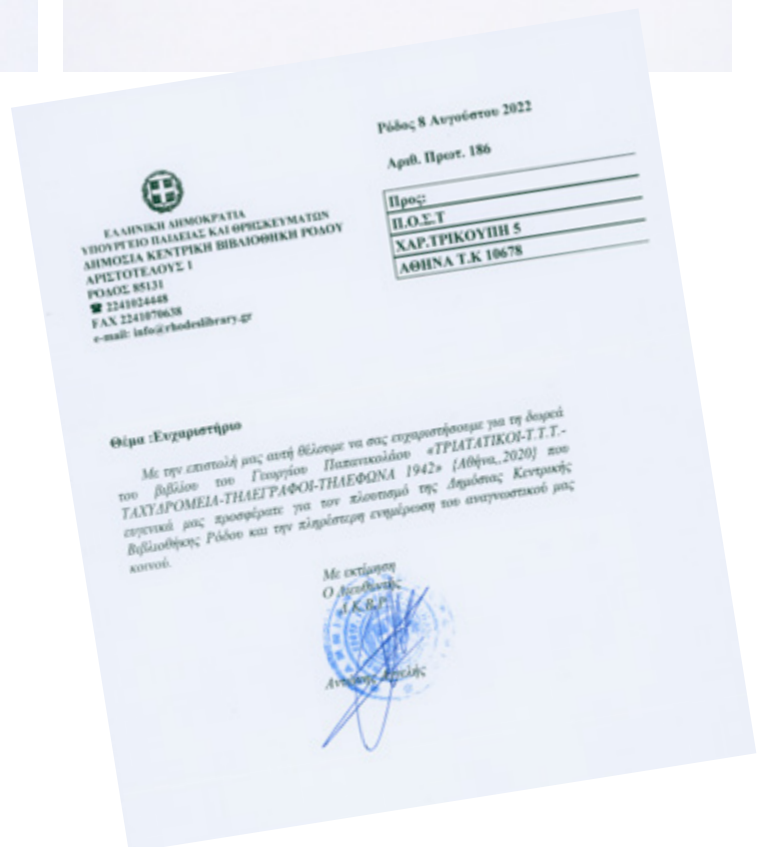 Ρόδος 8 Αυγούστου 2022
Αριθ. Πρωτ. 186
ΕΛΛΗΝΙΚΗ ΔΗΜΟΚΡΑΤΙΑ
ΥΠΟΥΡΓΕΙΟ ΠΑΙΔΕΙΑΣ ΚΑΙ ΘΡΗΣΚΕΥΜΑΤΩΝ
ΔΗΜΟΣΙΑ ΚΕΝΤΡΙΚΗ ΒΙΒΛΙΟΘΗΚΗ ΡΟΔΟΥ
ΑΡΙΣΤΟΤΕΛΟΥΣ 1
ΡΟΔΟΣ 85131
☎ 2241024448
FAX 2241070638
e-mail: info@rhodeslibrary.gr
Προς:
Π.Ο.Σ.Τ
ΧΑΡ.ΤΡΙΚΟΥΠΗ 5
ΑΘΗΝΑ Τ.Κ 10678
Θέμα :Ευχαριστήριο
Με την επιστολή μας αυτή θέλουμε να σας ευχαριστήσουμε για τη δωρεά
του βιβλίου του Γεωργίου Παπανικολάου «ΤΡΙΑΤΑΤΙΚΟΙ-Τ.Τ.Τ.-
ΤΑΧΥΔΡΟΜΕΙΑ-ΤΗΛΕΓΡΑΦΟΙ-ΤΗΛΕΦΩΝΑ 1942» {Αθήνα,,2020} που
ευγενικά μας προσφέρατε για τον πλουτισμό της Δημόσιας Κεντρικής
Βιβλιοθήκης Ρόδου και την πληρέστερη ενημέρωση του αναγνωστικού μας
κοινού.
Με εκτίμηση
Ο Διευθυντής
Δ.Κ.Β.Ρ.